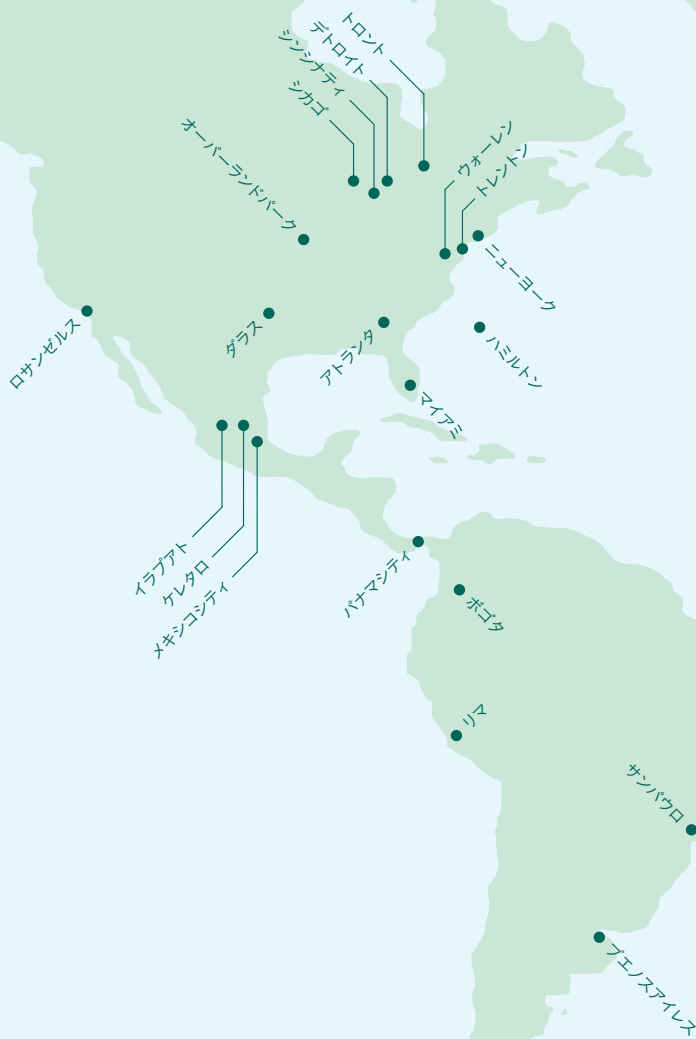 トロント
デトロイト
シンシナティ
シカゴ
オーバーランドパーク
ウォーレン
トレントン
ニューヨーク
ロサンゼルス
ダラス
アトランタ
ハミルトン
マイアミ
イラプアト
ケレタロ
メキシコシティ
パナマシティ
ボゴタ
リマ
サンパウロ
ブエノスアイレス